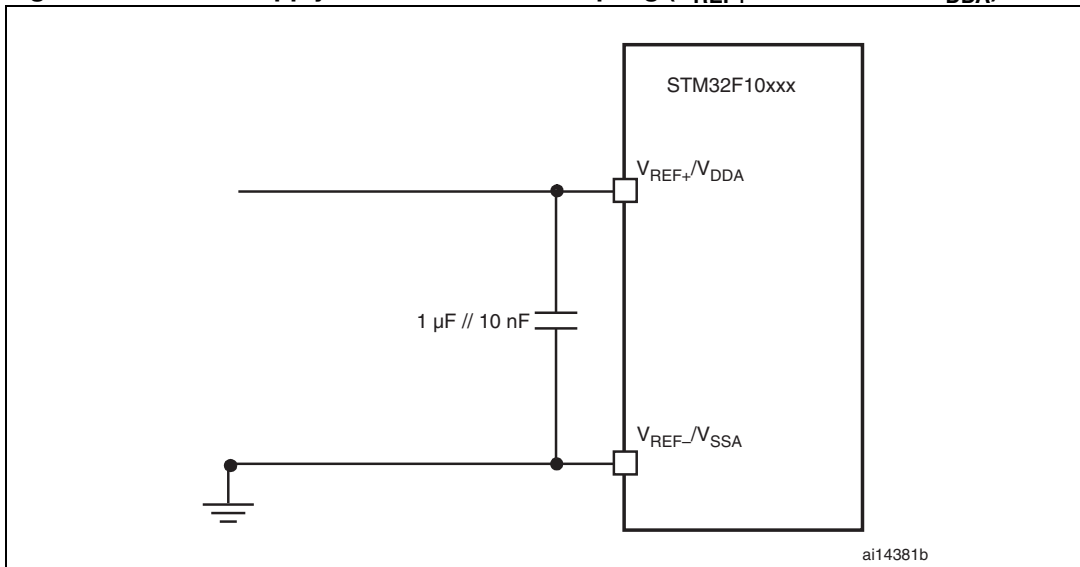 STM32F10xxx
VREF+/VDDA
1 µF // 10 nF
VREF–/VSSA
ai14381b